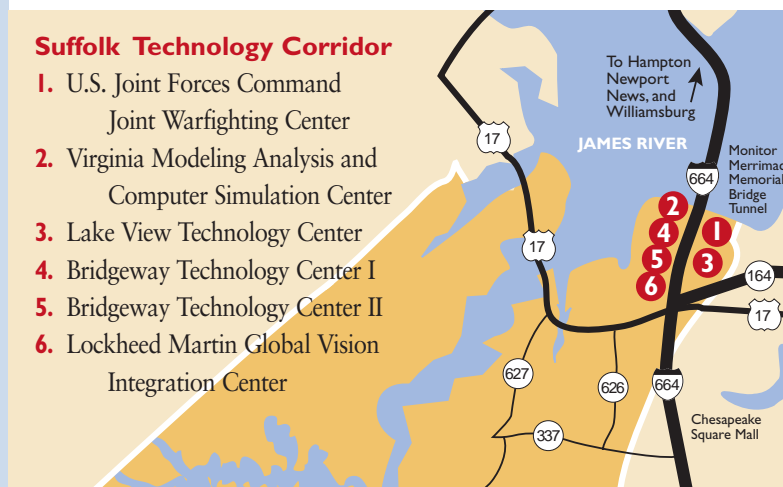 Suffolk Technology Corridor
1. U.S. Joint Forces Command
Joint Warfighting Center
2. Virginia Modeling Analysis and
Computer Simulation Center
3. Lake View Technology Center
4. Bridgeway Technology Center I
5. Bridgeway Technology Center II
6. Lockheed Martin Global Vision
Integration Center
To Hampton
Newport
News, and
Williamsburg
17
JAMES RIVER
Monitor
Merrimac
Memorial
Bridge
Tunnel
664
2
4
1
5
3
6
17
164
17
627
626
664
337
Chesapeake
Square Mall